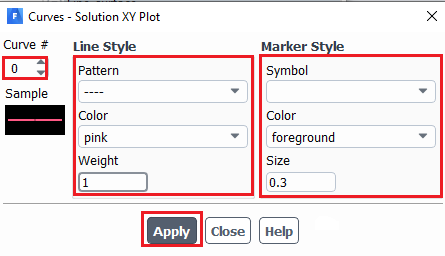 F Curves - Solution XY Plot
Curve #
0
Sample
Line Style
Pattern
----
Color
pink
Weight
1
Marker Style
Symbol
Color
foreground
Size
0.3
Apply
Close
Help